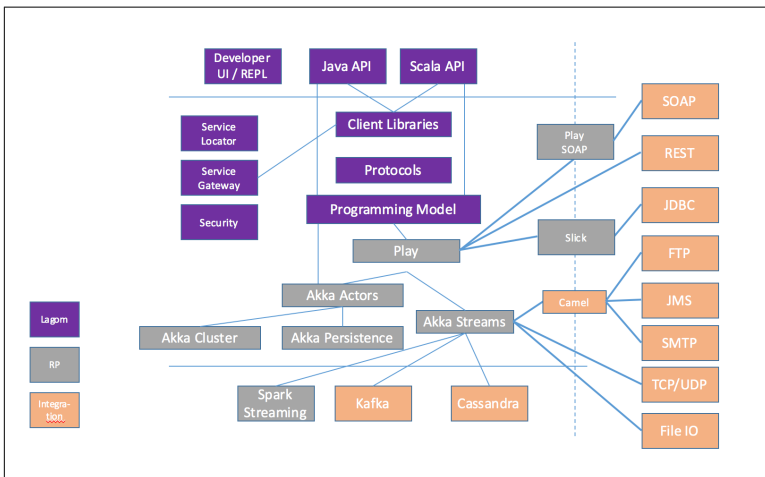 Developer
UI / REPL
Java API
Scala API
SOAP
Service
Locator
Client Libraries
Play
SOAP
REST
Service
Gateway
Protocols
Security
Programming Model
JDBC
Play
Slick
FTP
Akka Actors
Camel
JMS
Lagom
Akka Cluster
Akka Persistence
Akka Streams
SMTP
RP
TCP/UDP
Integra-
tion
Spark
Streaming
Kafka
Cassandra
File IO